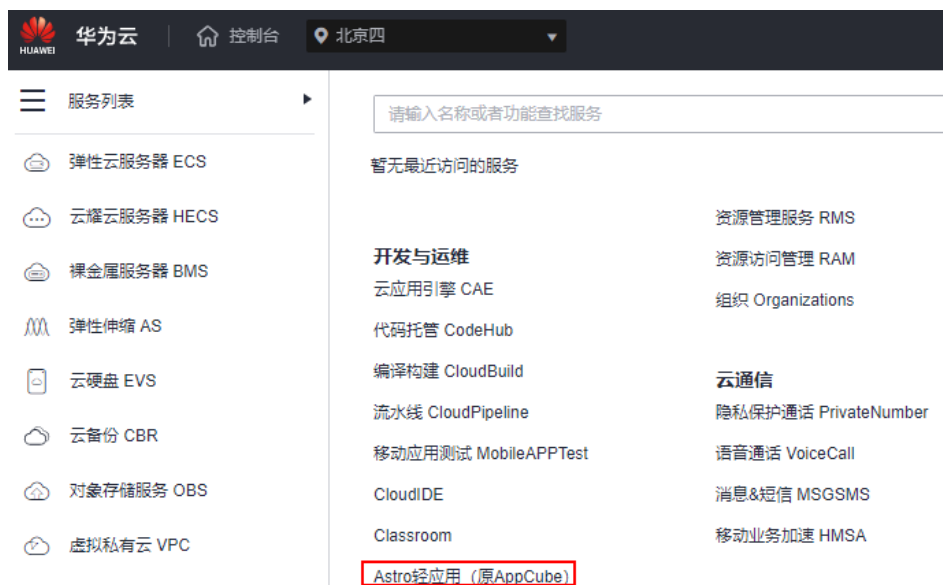 HUAWEI
华为云
控制台
北京四
服务列表
弹性云服务器 ECS
云耀云服务器 HECS
裸金属服务器 BMS
弹性伸缩 AS
云硬盘 EVS
云备份 CBR
对象存储服务 OBS
虚拟私有云 VPC
请输入名称或者功能查找服务
暂无最近访问的服务
开发与运维
云应用引擎 CAE
代码托管 CodeHub
编译构建 CloudBuild
流水线 CloudPipeline
移动应用测试 MobileAPPTest
CloudIDE
Classroom
Astro轻应用（原AppCube）
资源管理服务 RMS
资源访问管理 RAM
组织 Organizations
云通信
隐私保护通话 PrivateNumber
语音通话 VoiceCall
消息&短信 MSGSMS
移动业务加速 HMSA